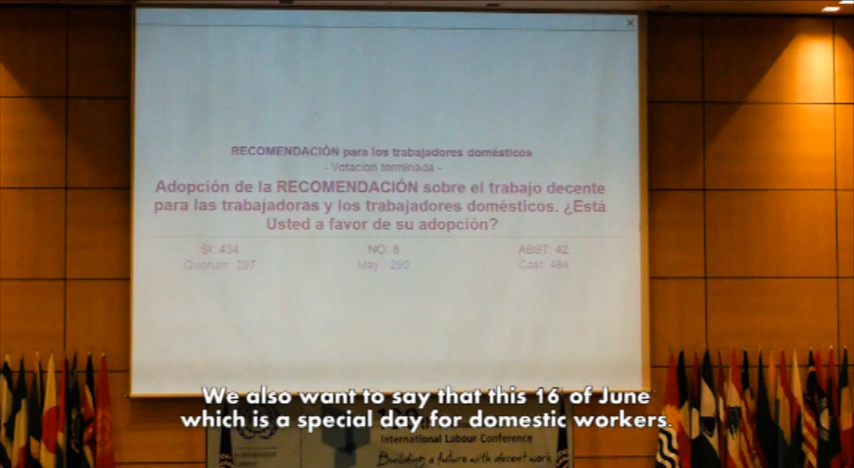 RECOMENDACIÓN para los trabajadores domésticos
- Votación terminada -
Adopción de la RECOMENDACIÓN sobre el trabajo decente
para las trabajadoras y los trabajadores domésticos. ¿Está
Usted a favor de su adopción?
SI: 434 NO: 8 ABST: 42
Quorum: 297 May.: 290 Cast: 484
We also want to say that this 16 of June
which is a special day for domestic workers.
International Labour Conference
Building a future with decent work